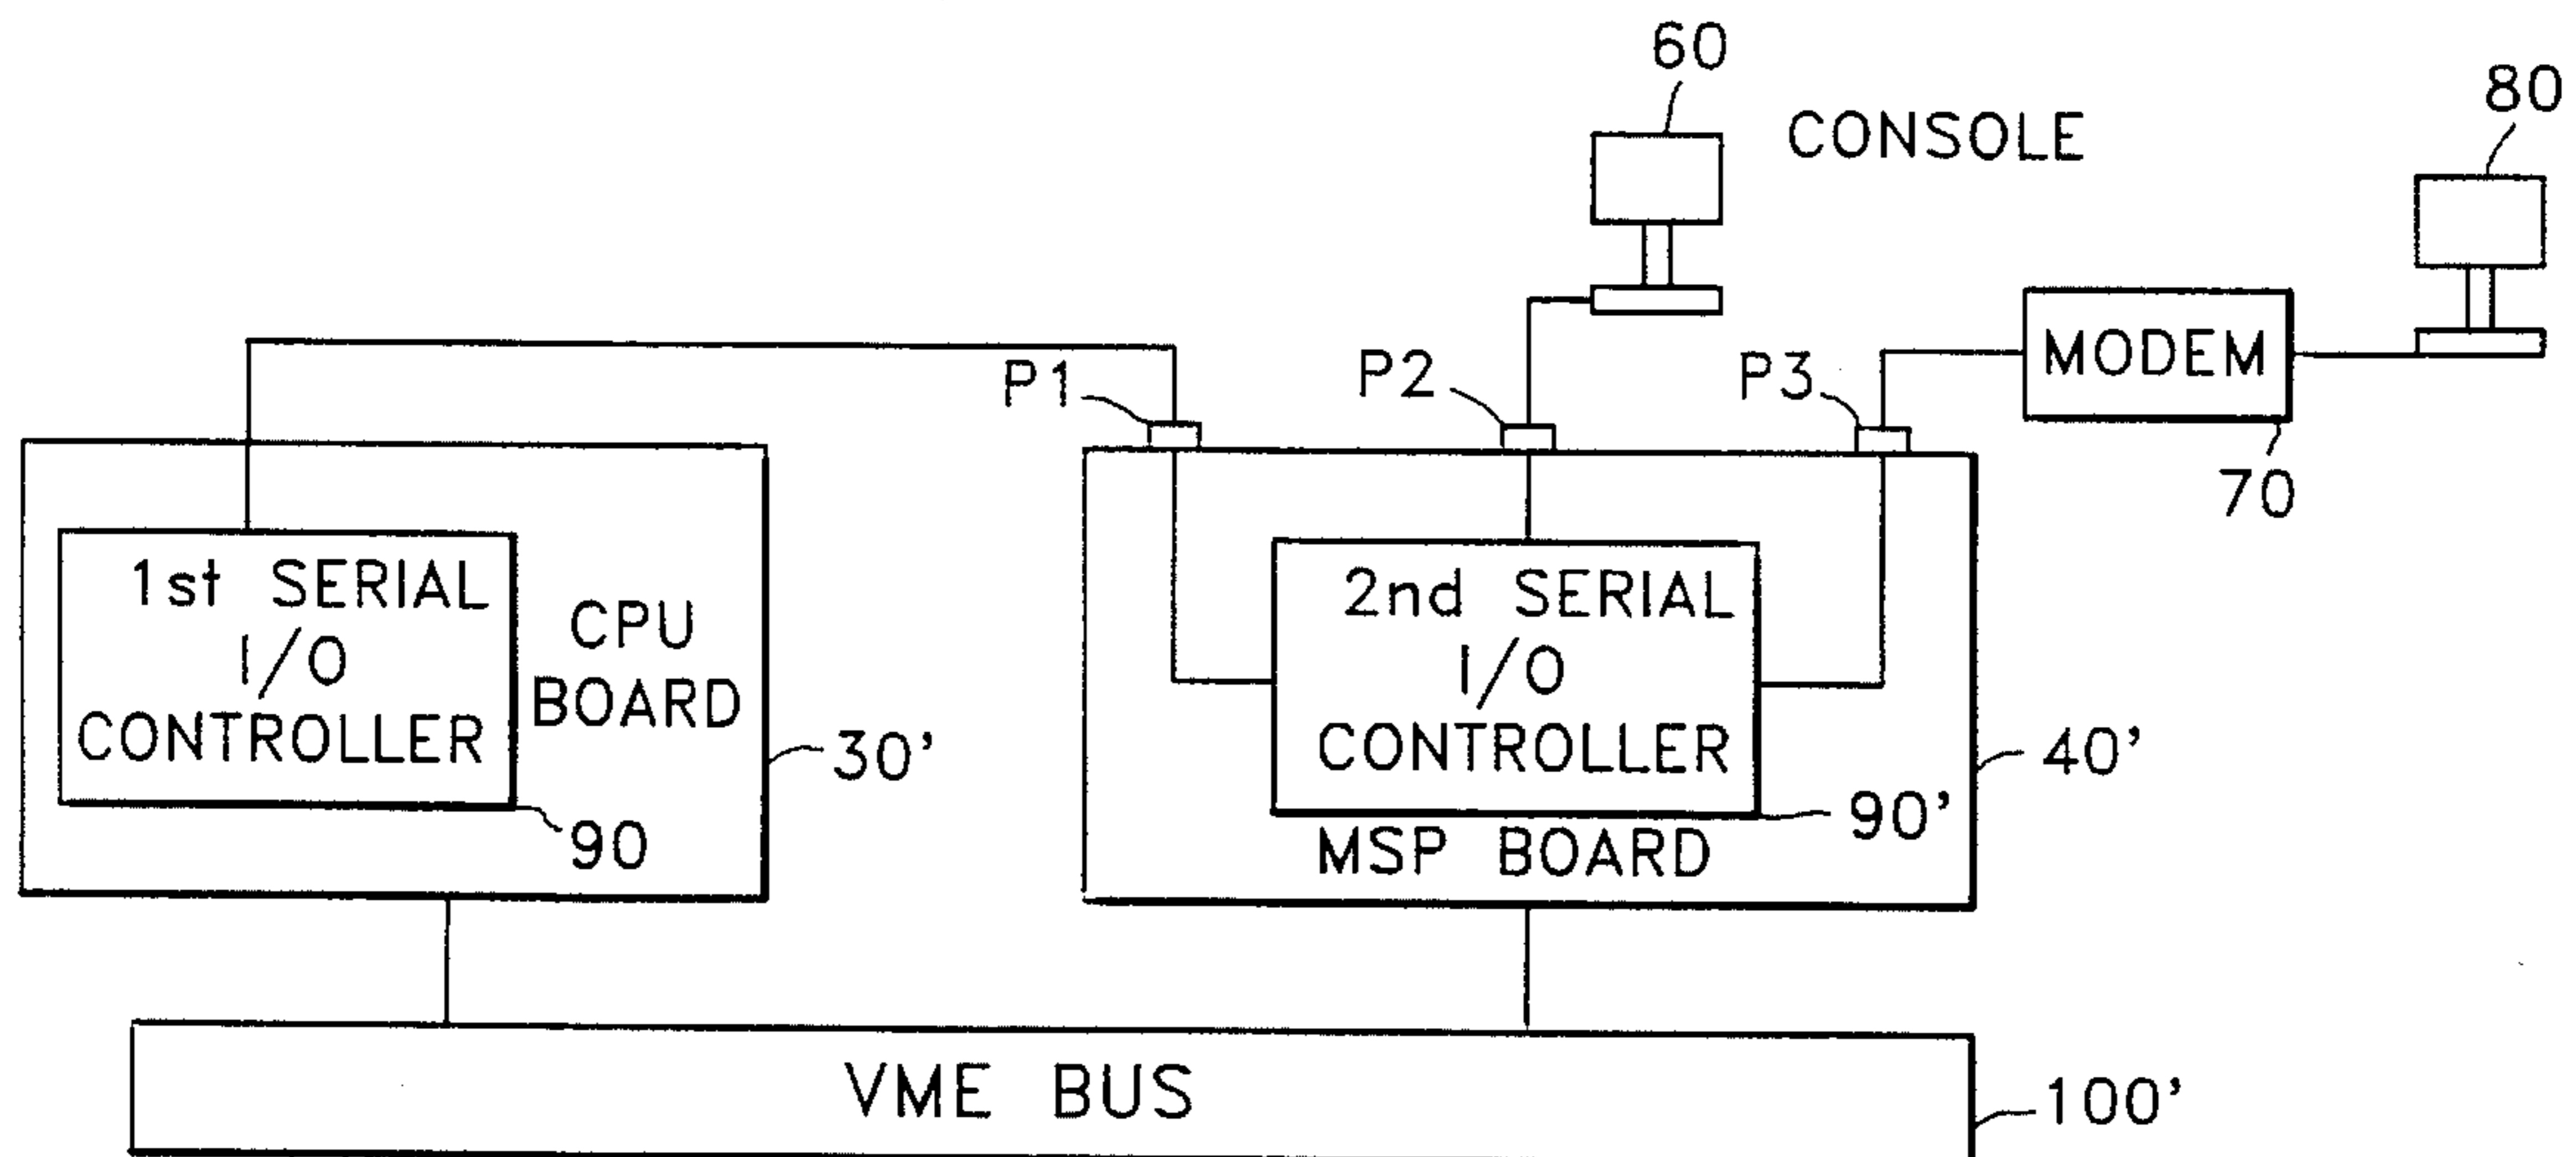 60
CONSOLE
80
P1
P2
P3
MODEM
70
1st SERIAL
I/O
CONTROLLER
CPU
BOARD
30'
90
2nd SERIAL
I/O
CONTROLLER
40'
90'
MSP BOARD
VME BUS
100'